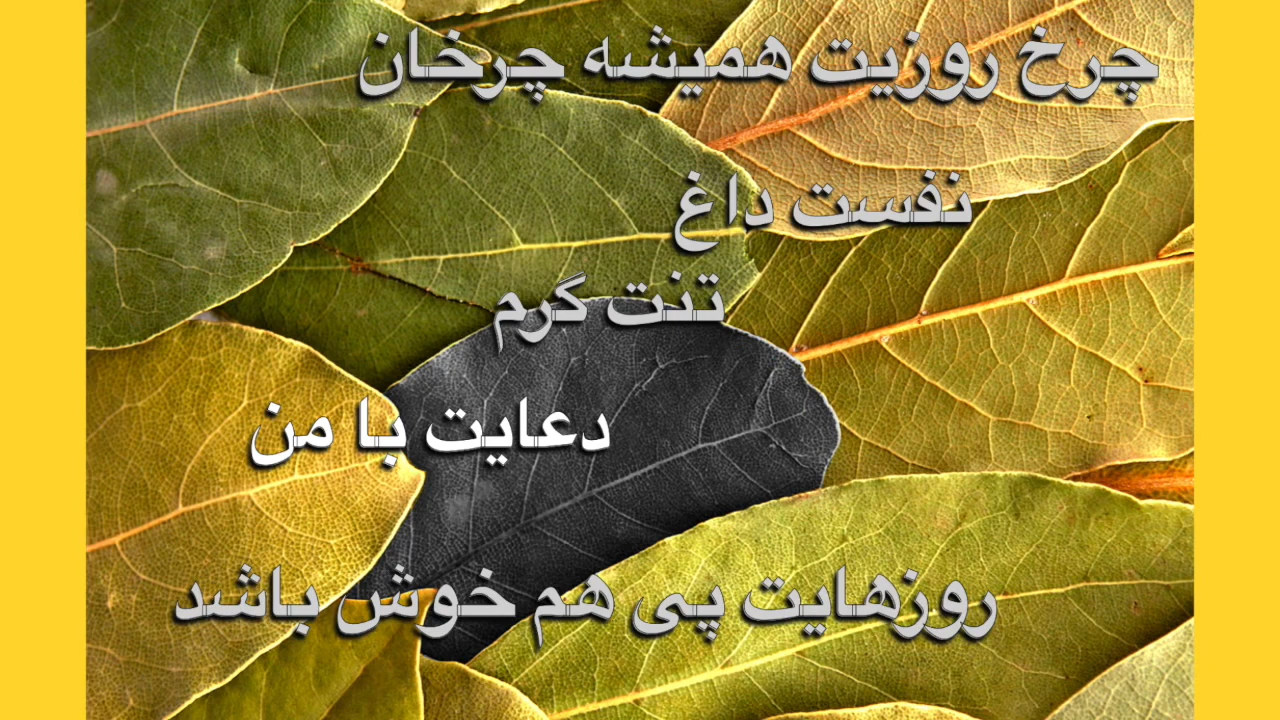 چرخ روزیت همیشه چرخان
نفست داغ
تنت گرم
دعایت با من
روزهایت پی هم خوش باشد